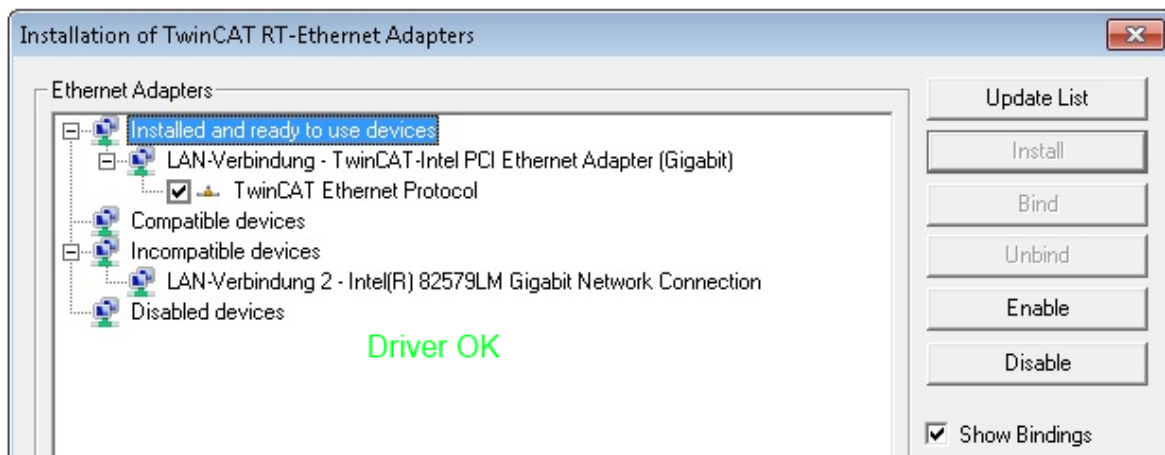 Installation of TwinCAT RT-Ethernet Adapters
Ethernet Adapters
Installed and ready to use devices
LAN-Verbindung - TwinCAT-Intel PCI Ethernet Adapter (Gigabit)
TwinCAT Ethernet Protocol
Compatible devices
Incompatible devices
LAN-Verbindung 2 - Intel(R) 82579LM Gigabit Network Connection
Disabled devices
Driver OK
Update List
Install
Bind
Unbind
Enable
Disable
Show Bindings